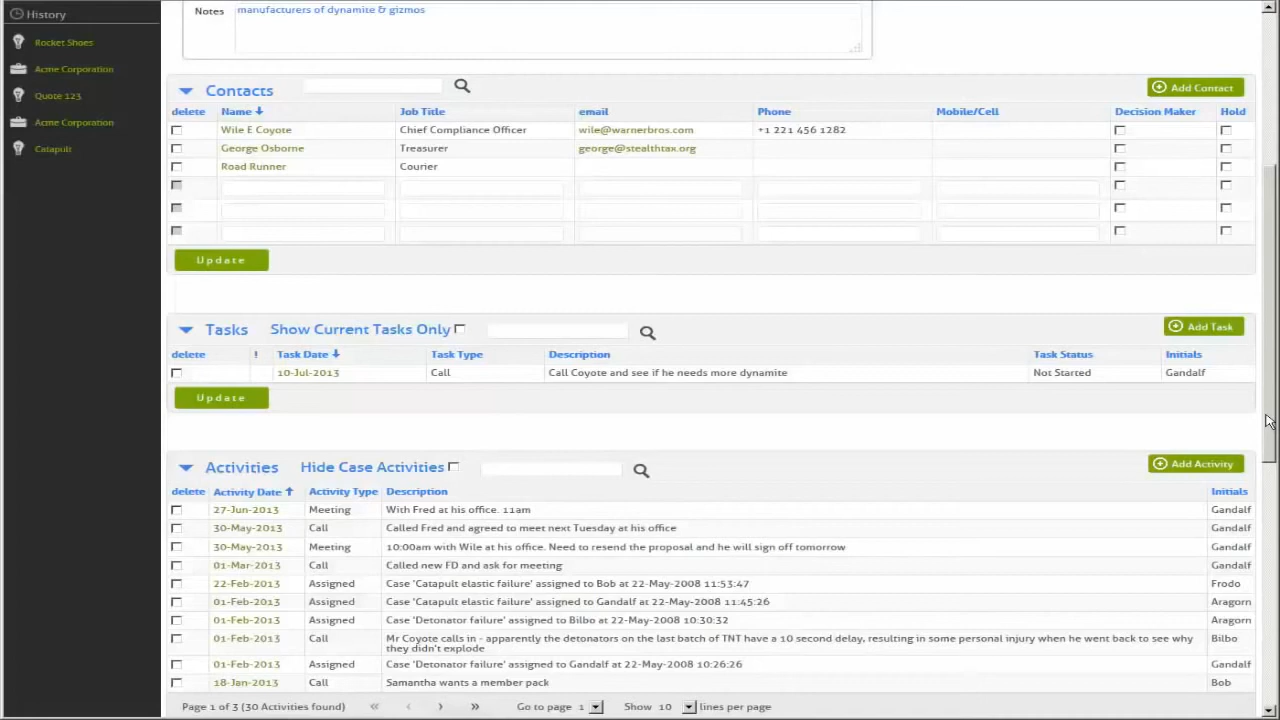 History
Rocket Shoes
Acme Corporation
Quote 123
Acme Corporation
Catapult
Notes manufacturers of dynamite & gizmos
Contacts Add Contact
delete Name Job Title email Phone Mobile/Cell Decision Maker Hold
Wile E Coyote Chief Compliance Officer wile@warnerbros.com +1 221 456 1282
George Osborne Treasurer george@stealthtax.org
Road Runner Courier
Update
Tasks Show Current Tasks Only Add Task
delete ! Task Date Task Type Description Task Status Initials
10-Jul-2013 Call Call Coyote and see if he needs more dynamite Not Started Gandalf
Update
Activities Hide Case Activities Add Activity
delete Activity Date Activity Type Description Initials
27-Jun-2013 Meeting With Fred at his office. 11am Gandalf
30-May-2013 Call Called Fred and agreed to meet next Tuesday at his office Gandalf
30-May-2013 Meeting 10:00am with Wile at his office. Need to resend the proposal and he will sign off tomorrow Gandalf
01-Mar-2013 Call Called new FD and ask for meeting Gandalf
22-Feb-2013 Assigned Case 'Catapult elastic failure' assigned to Bob at 22-May-2008 11:53:47 Frodo
01-Feb-2013 Assigned Case 'Catapult elastic failure' assigned to Gandalf at 22-May-2008 11:45:26 Aragorn
01-Feb-2013 Assigned Case 'Detonator failure' assigned to Bilbo at 22-May-2008 10:30:32 Aragorn
01-Feb-2013 Call Mr Coyote calls in - apparently the detonators on the last batch of TNT have a 10 second delay, resulting in some personal injury when he went back to see why Bilbo
they didn't explode
01-Feb-2013 Assigned Case 'Detonator failure' assigned to Gandalf at 22-May-2008 10:26:26 Gandalf
18-Jan-2013 Call Samantha wants a member pack Bob
Page 1 of 3 (30 Activities found) « ‹ › » Go to page 1 Show 10 lines per page